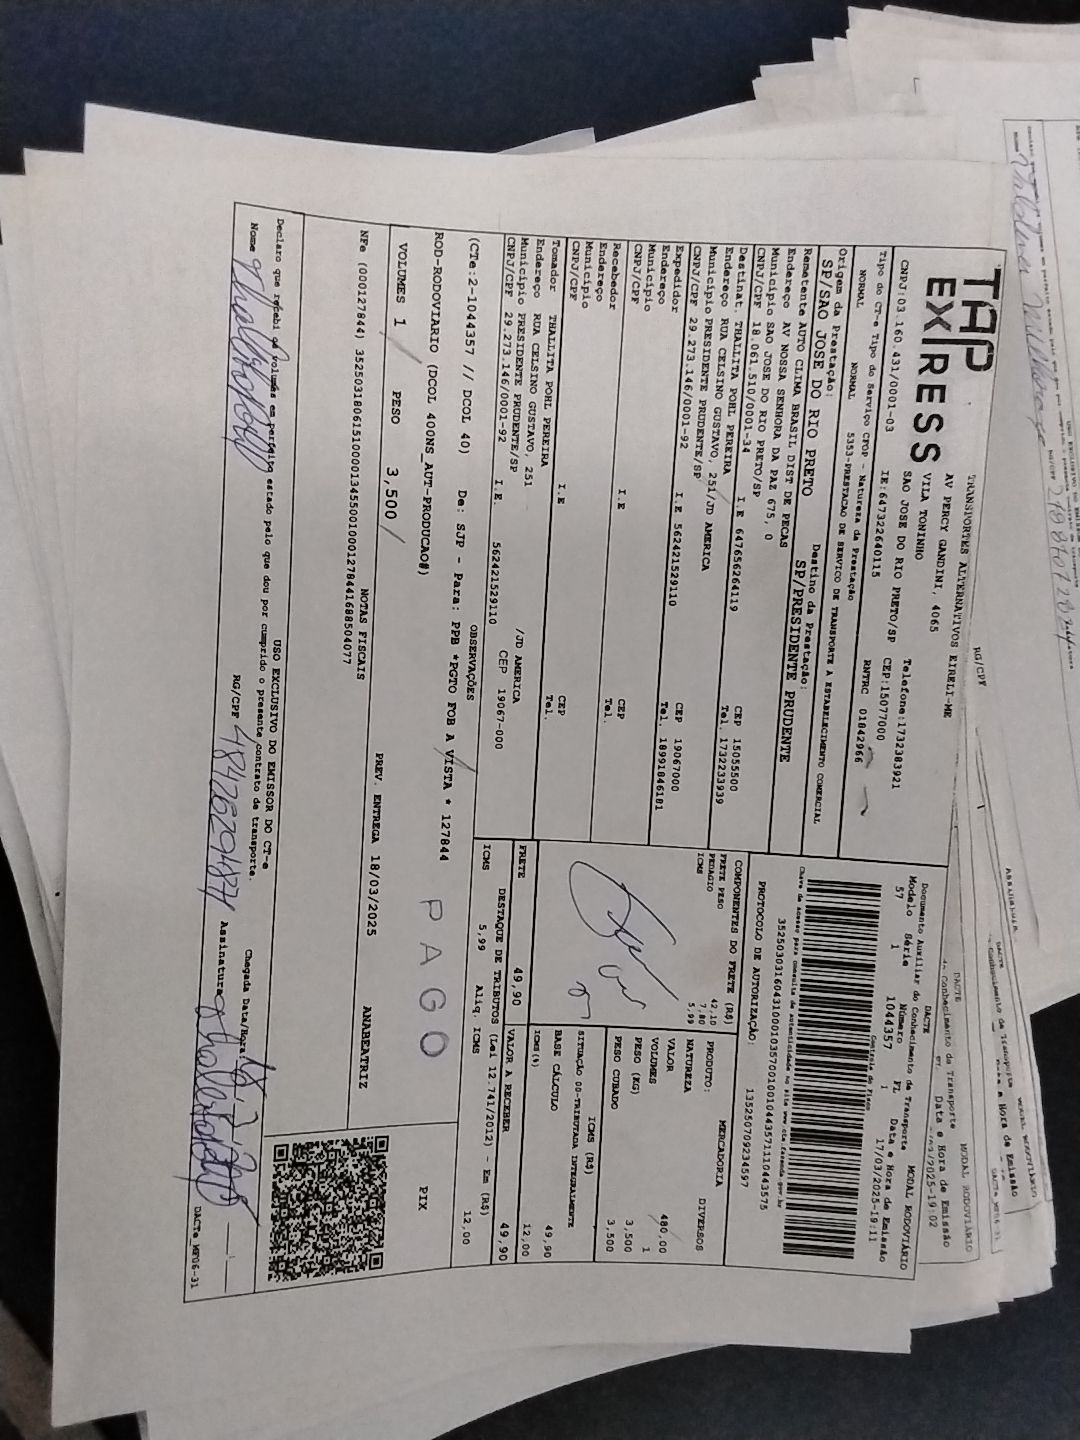 TAP
EXPRESS
TRANSPORTES ALTERNATIVOS EIRELI-ME
AV PERCY GANDINI, 4065
VILA TONINHO
SAO JOSE DO RIO PRETO/SP
Telefone:1732383921
CEP:15077000
CNPJ:03.160.431/0001-03
IE:647322640115
RNTRC 01842966
Tipo do CT-e Tipo do Serviço CFOP - Natureza da Prestação
NORMAL NORMAL 5353-PRESTACAO DE SERVICO DE TRANSPORTE A ESTABELECIMENTO COMERCIAL
Origem da Prestação: Destino da Prestação:
SP/SAO JOSE DO RIO PRETO SP/PRESIDENTE PRUDENTE
Remetente AUTO CLIMA BRASIL DIST DE PECAS
Endereço AV NOSSA SENHORA DA PAZ 675, 0
Município SAO JOSE DO RIO PRETO/SP CEP 15055500
CNPJ/CPF 18.061.510/0001-34 I.E 647656264119 Tel. 1732233939
Destinat. THALLITA POHL PEREIRA
Endereço RUA CELSINO GUSTAVO, 251/JD AMERICA
Município PRESIDENTE PRUDENTE/SP CEP 19067000
CNPJ/CPF 29.273.146/0001-92 I.E 562421529110 Tel. 18991846181
Expedidor
Endereço
Município CEP
CNPJ/CPF I.E Tel.
Recebedor
Endereço
Município CEP
CNPJ/CPF I.E Tel.
Tomador THALLITA POHL PEREIRA
Endereço RUA CELSINO GUSTAVO, 251 /JD AMERICA
Município PRESIDENTE PRUDENTE/SP CEP 19067-000
CNPJ/CPF 29.273.146/0001-92 I.E. 562421529110
DACTE
Documento Auxiliar do Conhecimento de Transporte MODAL RODOVIÁRIO
Modelo Série Número FL Data e Hora de Emissão
57 1 1044357 1 17/03/2025-19:11
Controle do Fisco
Chave de acesso para consulta de autenticidade no site www.cte.fazenda.gov.br
PROTOCOLO DE AUTORIZAÇÃO: 135250709234597
COMPONENTES DO FRETE (R$)
FRETE PESO 42,10
PEDAGIO 7,80
ICMS 5,99
PRODUTO: MERCADORIA
NATUREZA DIVERSOS
VALOR 480,00
VOLUMES 1
PESO (KG) 3,500
PESO CUBADO 3,500
ICMS (R$)
SITUAÇÃO 00-TRIBUTADA INTEGRALMENTE
BASE CÁLCULO 49,90
ICMS(%) 12,00
FRETE 49,90 VALOR A RECEBER 49,90
DESTAQUE DE TRIBUTOS (Lei 12.741/2012) - Em (R$)
ICMS 5,99 Aliq. ICMS 12,00
OBSERVAÇÕES
(CTe:2-1044357 // DCOL 40) De: SJP - Para: PPB *PGTO FOB A VISTA * 127844
ROD-RODOVIARIO (DCOL 400NS_AUT-PRODUCAO#)
PAGO
PIX
VOLUMES 1 PESO 3,500 PREV. ENTREGA 18/03/2025 ANABEATRIZ
NOTAS FISCAIS
USO EXCLUSIVO DO EMISSOR DO CT-e
Declaro que recebi os volumes em perfeito estado pelo que dou por cumprido o presente contrato de transporte.
Chegada Data/Hora:
Nome RG/CPF Assinatura
DACTe MY06-31